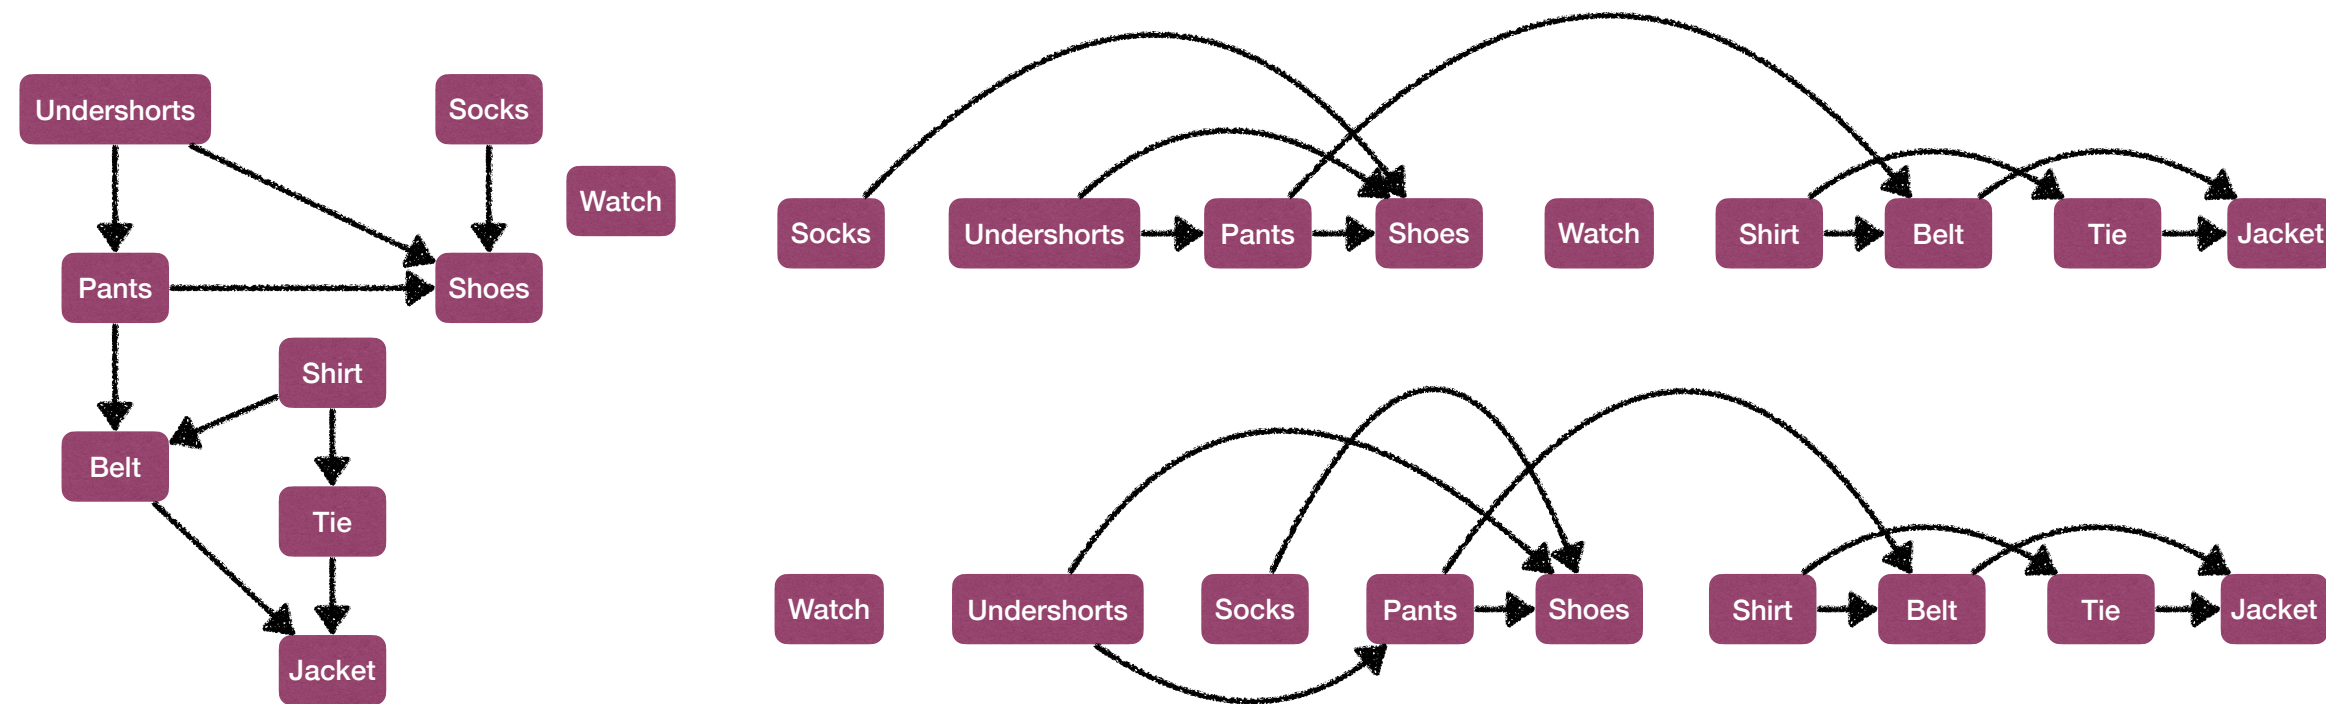 Undershorts
Socks
Watch
Pants
Shoes
Shirt
Belt
Tie
Jacket
Socks
Undershorts
Pants
Shoes
Watch
Shirt
Belt
Tie
Jacket
Watch
Undershorts
Socks
Pants
Shoes
Shirt
Belt
Tie
Jacket